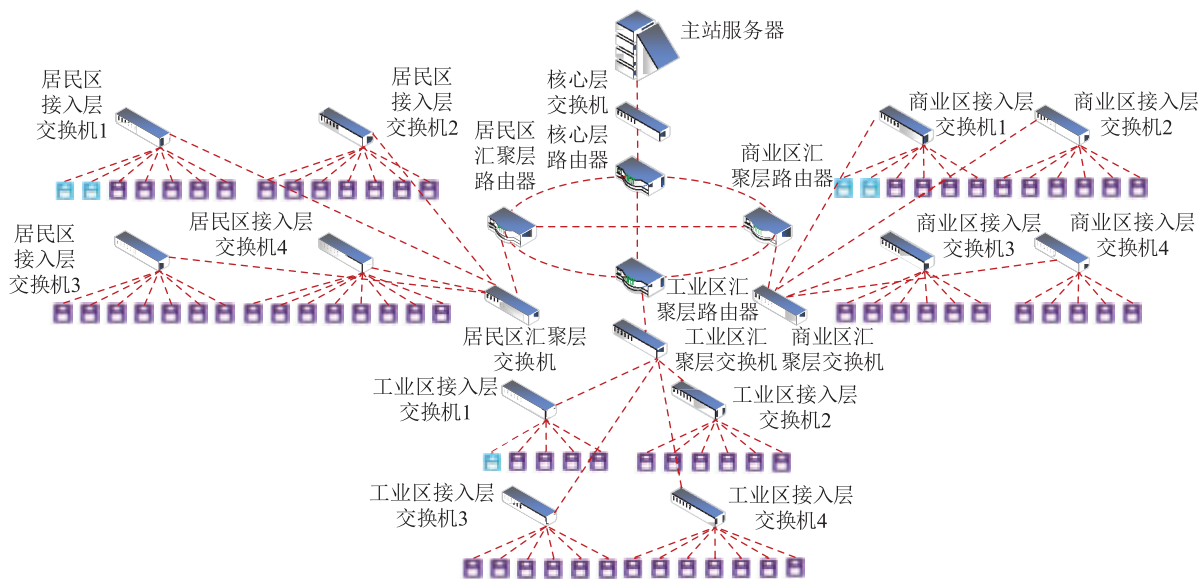 主站服务器
核心层
交换机
核心层
路由器
居民区
接入层
交换机1
居民区
接入层
交换机2
居民区
汇聚层
路由器
商业区汇
聚层路由器
商业区接入层
交换机1
商业区接入层
交换机2
居民区
接入层
交换机3
居民区接入层
交换机4
商业区接入层
交换机3
商业区接入层
交换机4
居民区汇聚层
交换机
工业区汇
聚层路由器
工业区汇
聚层交换机
商业区汇
聚层交换机
工业区接入层
交换机1
工业区接入层
交换机2
工业区接入层
交换机3
工业区接入层
交换机4